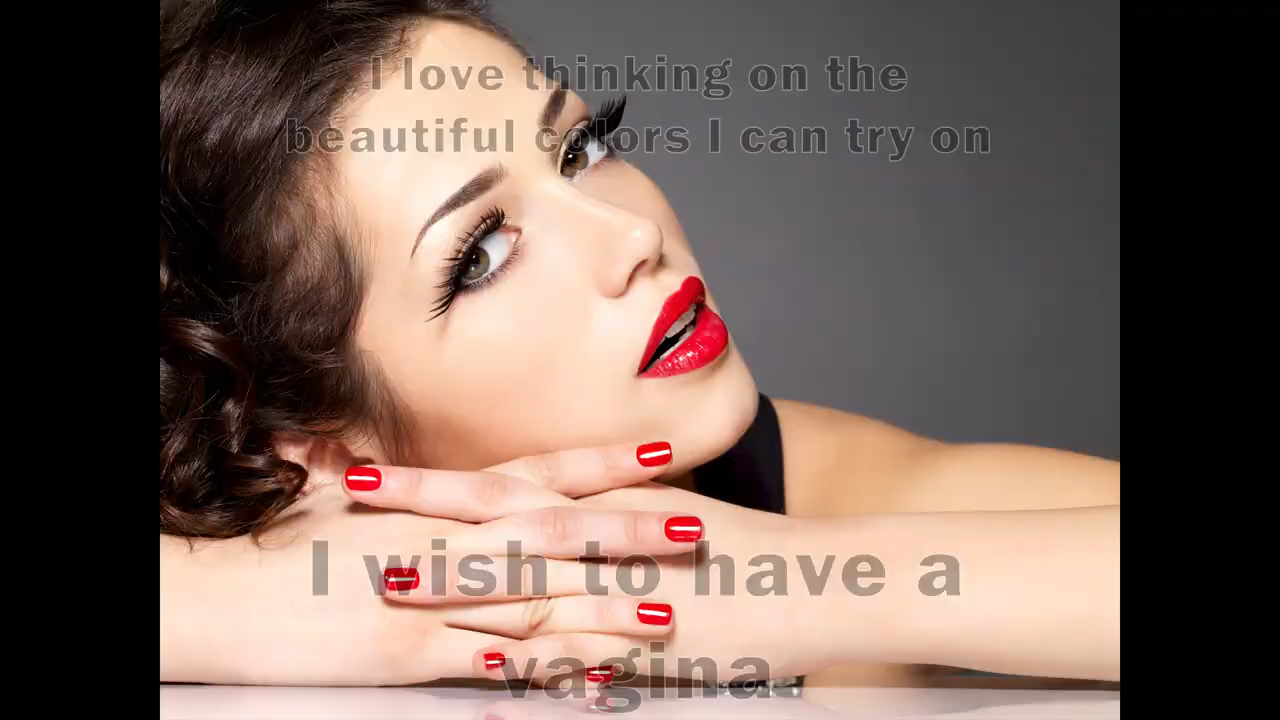 I love thinking on the
beautiful colors I can try on
I wish to have a
vagina